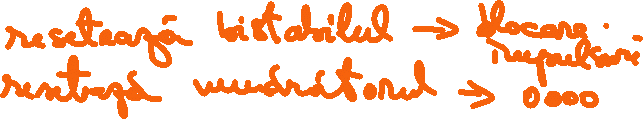 resetează bistabilul → blocare
impulsuri
resetează numărătorul → 0000